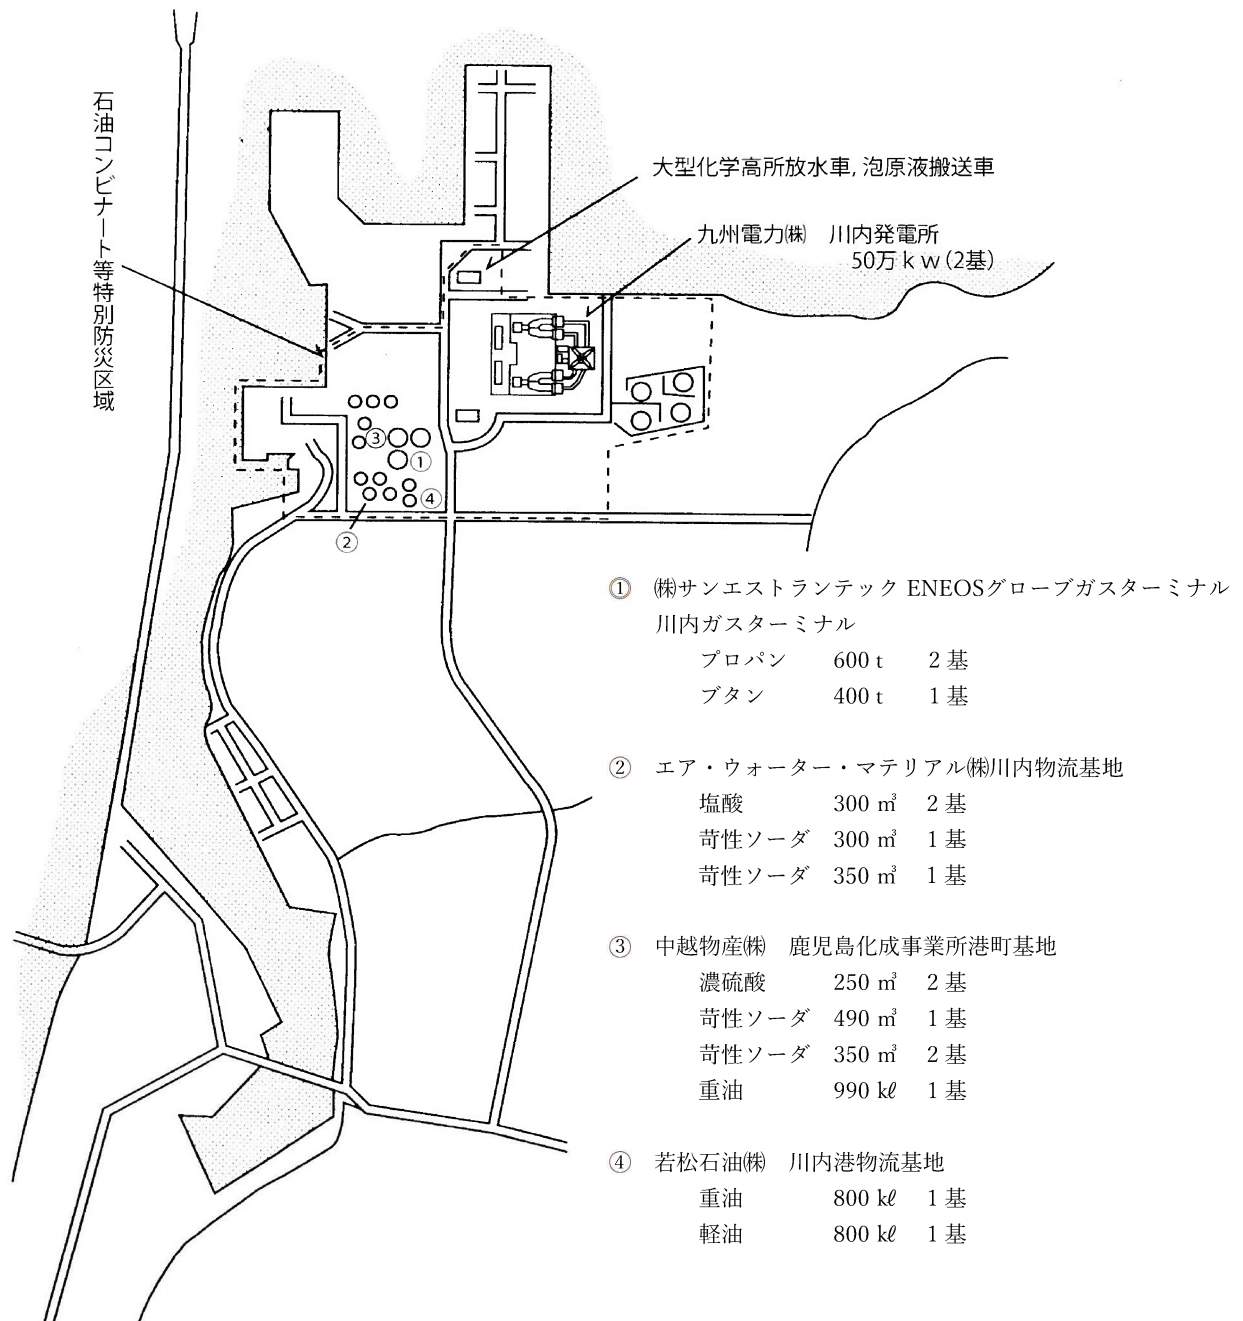 石油コンビナート等特別防災区域
大型化学高所放水車, 泡原液搬送車
九州電力㈱　川内発電所
50万ｋｗ(2基)
③
①
④
②
① ㈱サンエストランテック ENEOSグローブガスターミナル
川内ガスターミナル
プロパン 600 t 2 基
ブタン 400 t 1 基
② エア・ウォーター・マテリアル㈱川内物流基地
塩酸 300 ㎥ 2 基
苛性ソーダ 300 ㎥ 1 基
苛性ソーダ 350 ㎥ 1 基
③ 中越物産㈱　鹿児島化成事業所港町基地
濃硫酸 250 ㎥ 2 基
苛性ソーダ 490 ㎥ 1 基
苛性ソーダ 350 ㎥ 2 基
重油 990 kℓ 1 基
④ 若松石油㈱　川内港物流基地
重油 800 kℓ 1 基
軽油 800 kℓ 1 基